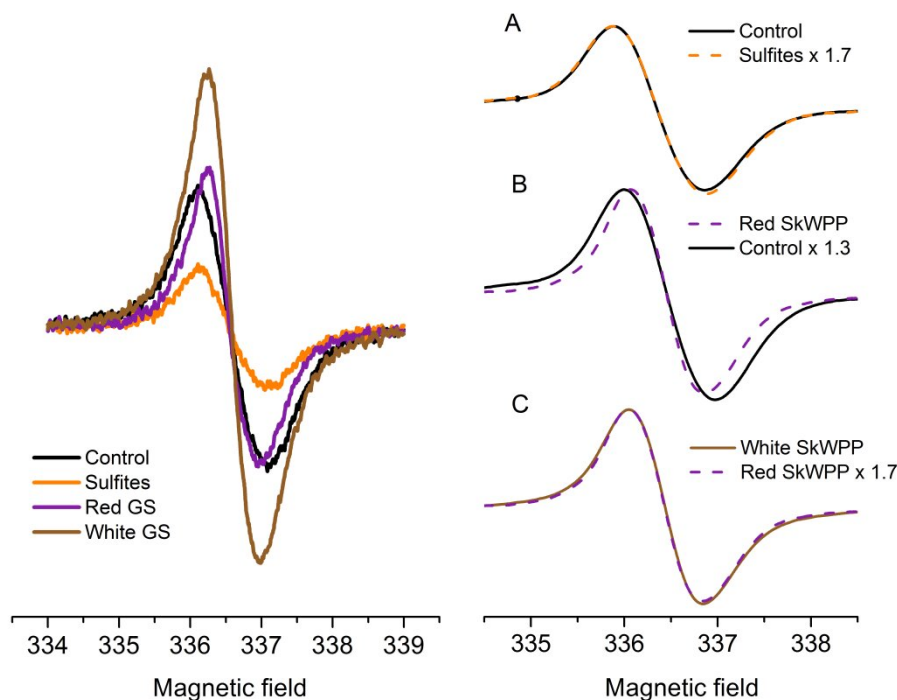 Control
Sulfites
Red GS
White GS
334 335 336 337 338 339
Magnetic field
A
Control
Sulfites x 1.7
B
Red SkWPP
Control x 1.3
C
White SkWPP
Red SkWPP x 1.7
335 336 337 338
Magnetic field